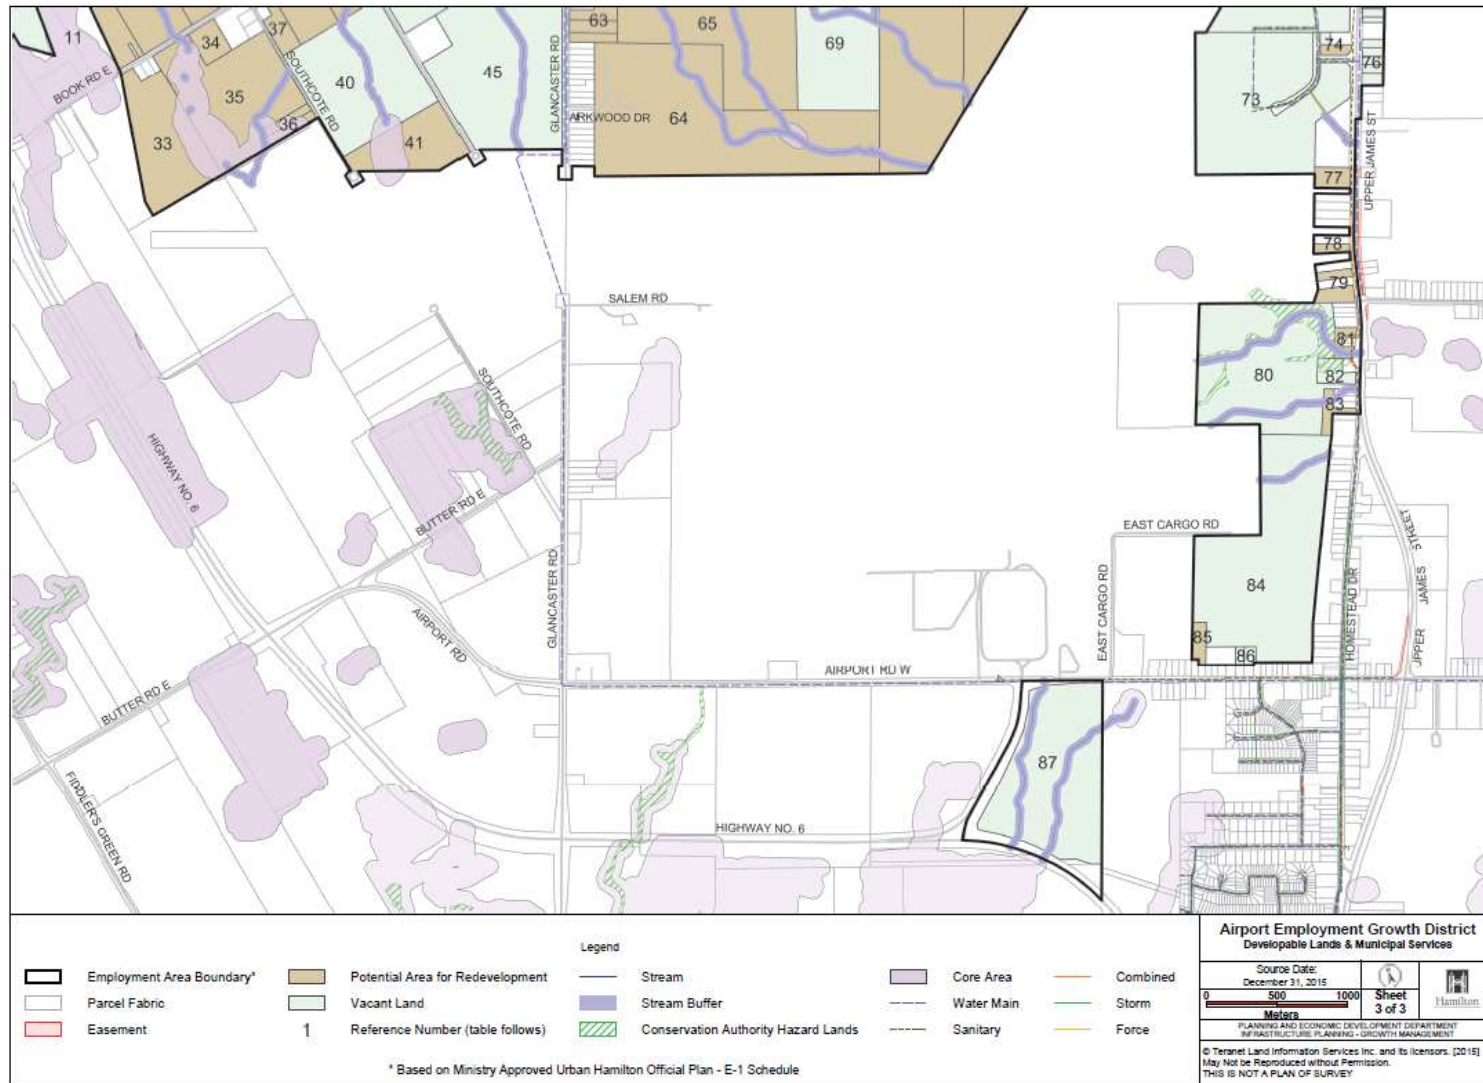 11
34
37
63
65
69
74
76
BOOK RD E
35
SOUTHCOTE RD
40
45
GLANCASTER RD
73
33
36
41
64
77
UPPER JAMES ST
78
79
SALEM RD
SOUTHCOTE RD
80
81
82
83
HIGHWAY NO. 6
BUTTER RD E
EAST CARGO RD
GLANCASTER RD
EAST CARGO RD
84
HOMESTEAD DR
UPPER JAMES STREET
AIRPORT RD
85
86
AIRPORT RD W
BUTTER RD E
87
FIDDLER'S GREEN RD
HIGHWAY NO. 6
Legend
Employment Area Boundary*
Potential Area for Redevelopment
Stream
Core Area
Combined
Parcel Fabric
Vacant Land
Stream Buffer
Water Main
Storm
Easement
1 Reference Number (table follows)
Conservation Authority Hazard Lands
Sanitary
Force
* Based on Ministry Approved Urban Hamilton Official Plan - E-1 Schedule
Airport Employment Growth District
Developable Lands & Municipal Services
Source Date:
December 31, 2015
0 500 1000
Meters
Sheet
3 of 3
Hamilton
PLANNING AND ECONOMIC DEVELOPMENT DEPARTMENT
INFRASTRUCTURE PLANNING - GROWTH MANAGEMENT
© Teranet Land Information Services Inc. and its licensors. [2015]
May Not be Reproduced without Permission.
THIS IS NOT A PLAN OF SURVEY